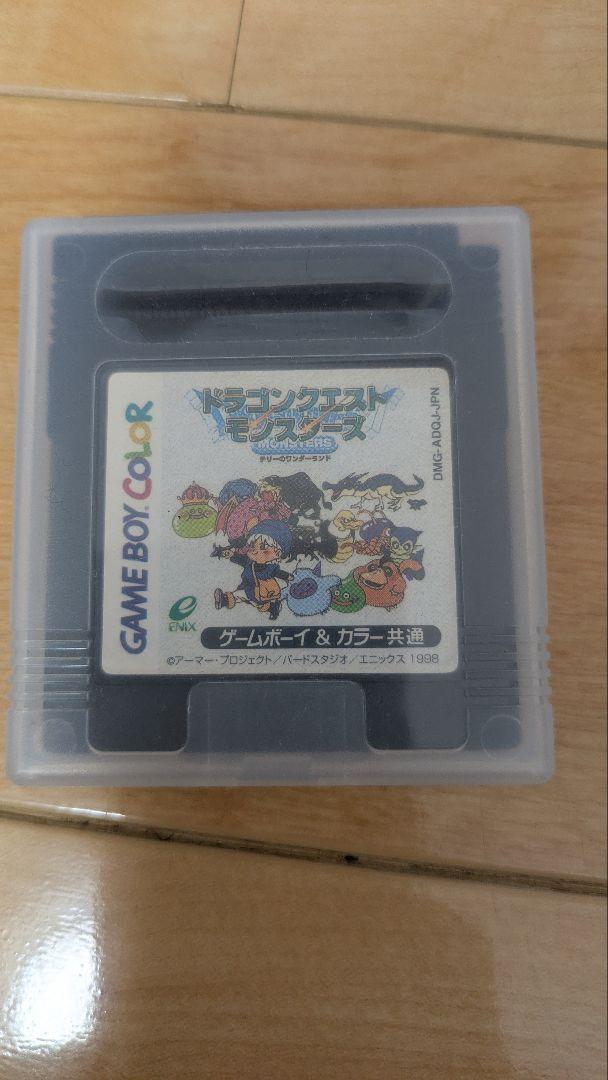 ドラゴンクエスト
モンスターズ
MONSTERS
テリーのワンダーランド
DMG-ADQJ-JPN
GAME BOY COLOR
ENIX
ゲームボーイ & カラー共通
©アーマー・プロジェクト/バードスタジオ/エニックス 1998